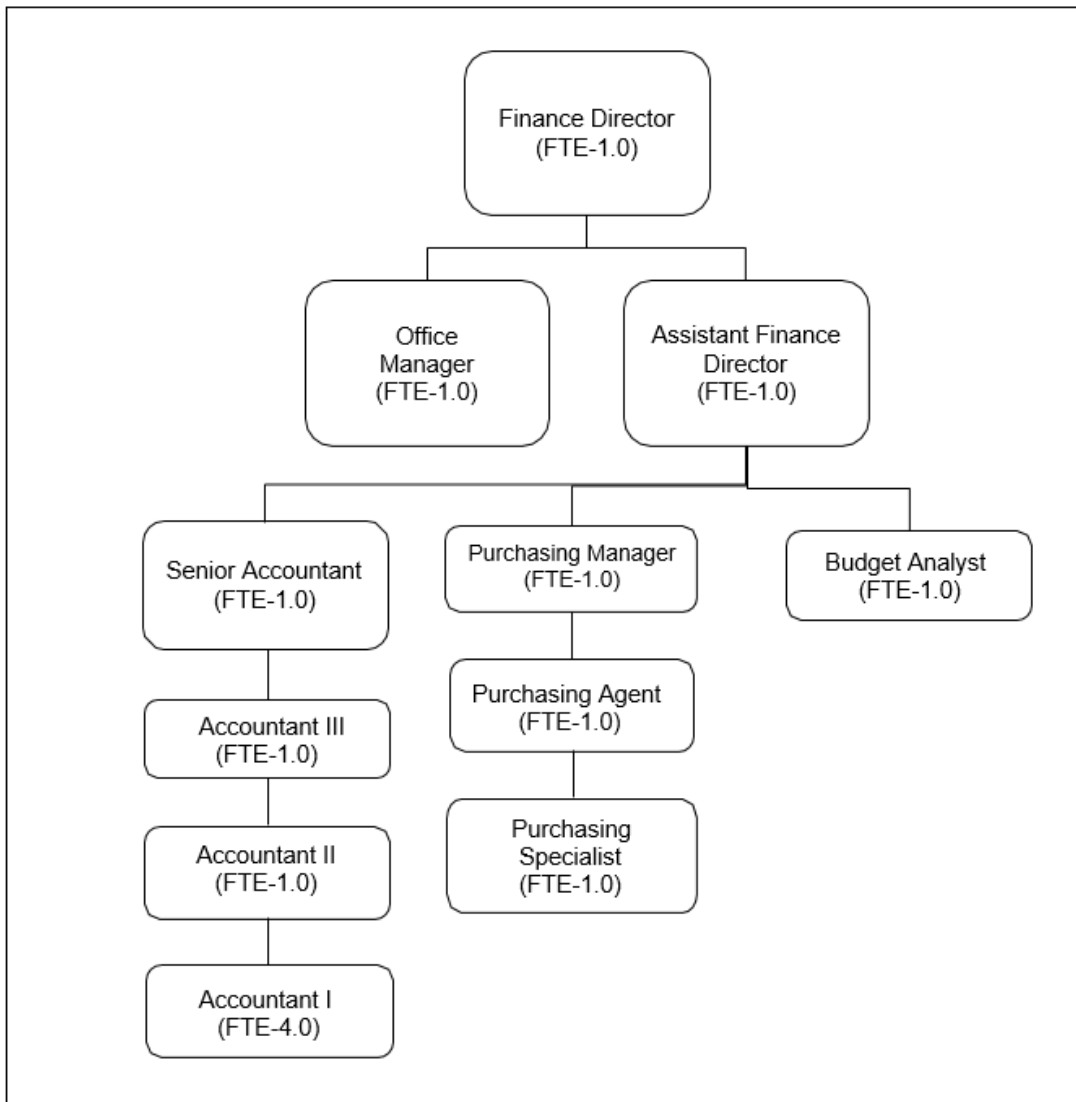 Finance Director
(FTE-1.0)
Office
Manager
(FTE-1.0)
Assistant Finance
Director
(FTE-1.0)
Senior Accountant
(FTE-1.0)
Purchasing Manager
(FTE-1.0)
Budget Analyst
(FTE-1.0)
Accountant III
(FTE-1.0)
Purchasing Agent
(FTE-1.0)
Accountant II
(FTE-1.0)
Purchasing
Specialist
(FTE-1.0)
Accountant I
(FTE-4.0)